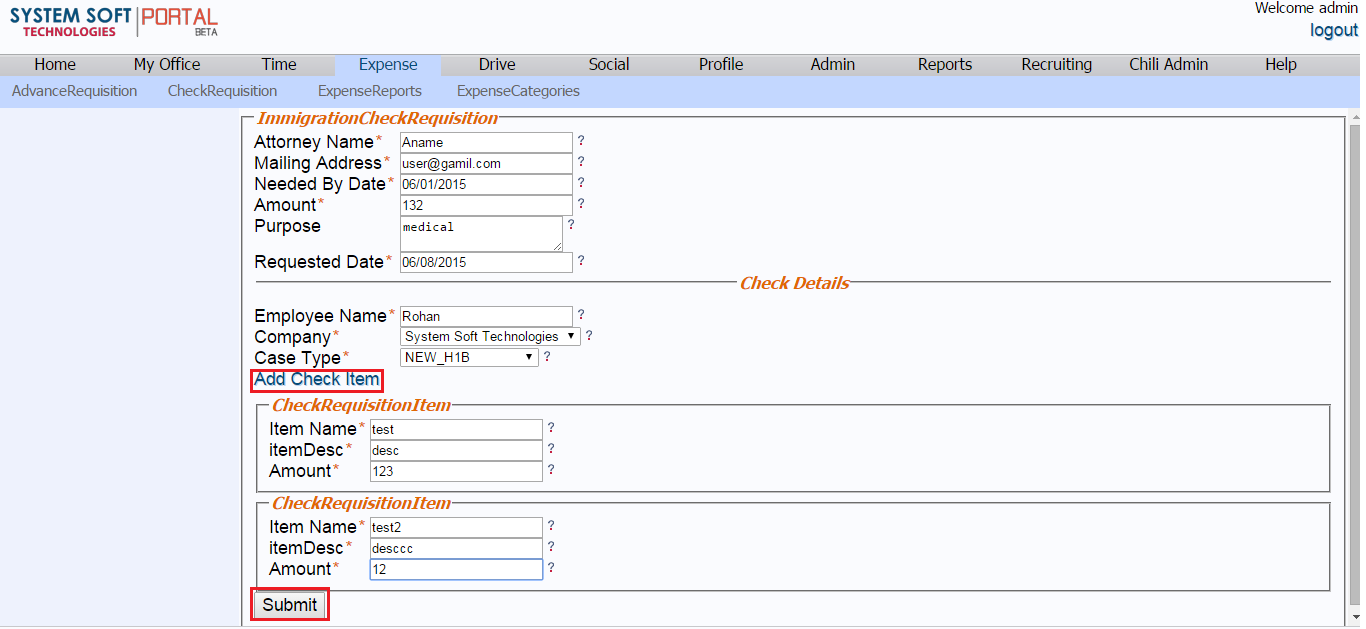 SYSTEM SOFT PORTAL
TECHNOLOGIES BETA
Welcome admin
logout
Home My Office Time Expense Drive Social Profile Admin Reports Recruiting Chili Admin Help
AdvanceRequisition CheckRequisition ExpenseReports ExpenseCategories
ImmigrationCheckRequisition
Attorney Name* Aname ?
Mailing Address* user@gamil.com ?
Needed By Date* 06/01/2015 ?
Amount* 132 ?
Purpose medical ?
Requested Date* 06/08/2015 ?
Check Details
Employee Name* Rohan ?
Company* System Soft Technologies ?
Case Type* NEW_H1B ?
Add Check Item
CheckRequisitionItem
Item Name* test ?
itemDesc* desc ?
Amount* 123 ?
CheckRequisitionItem
Item Name* test2 ?
itemDesc* desccc ?
Amount* 12 ?
Submit